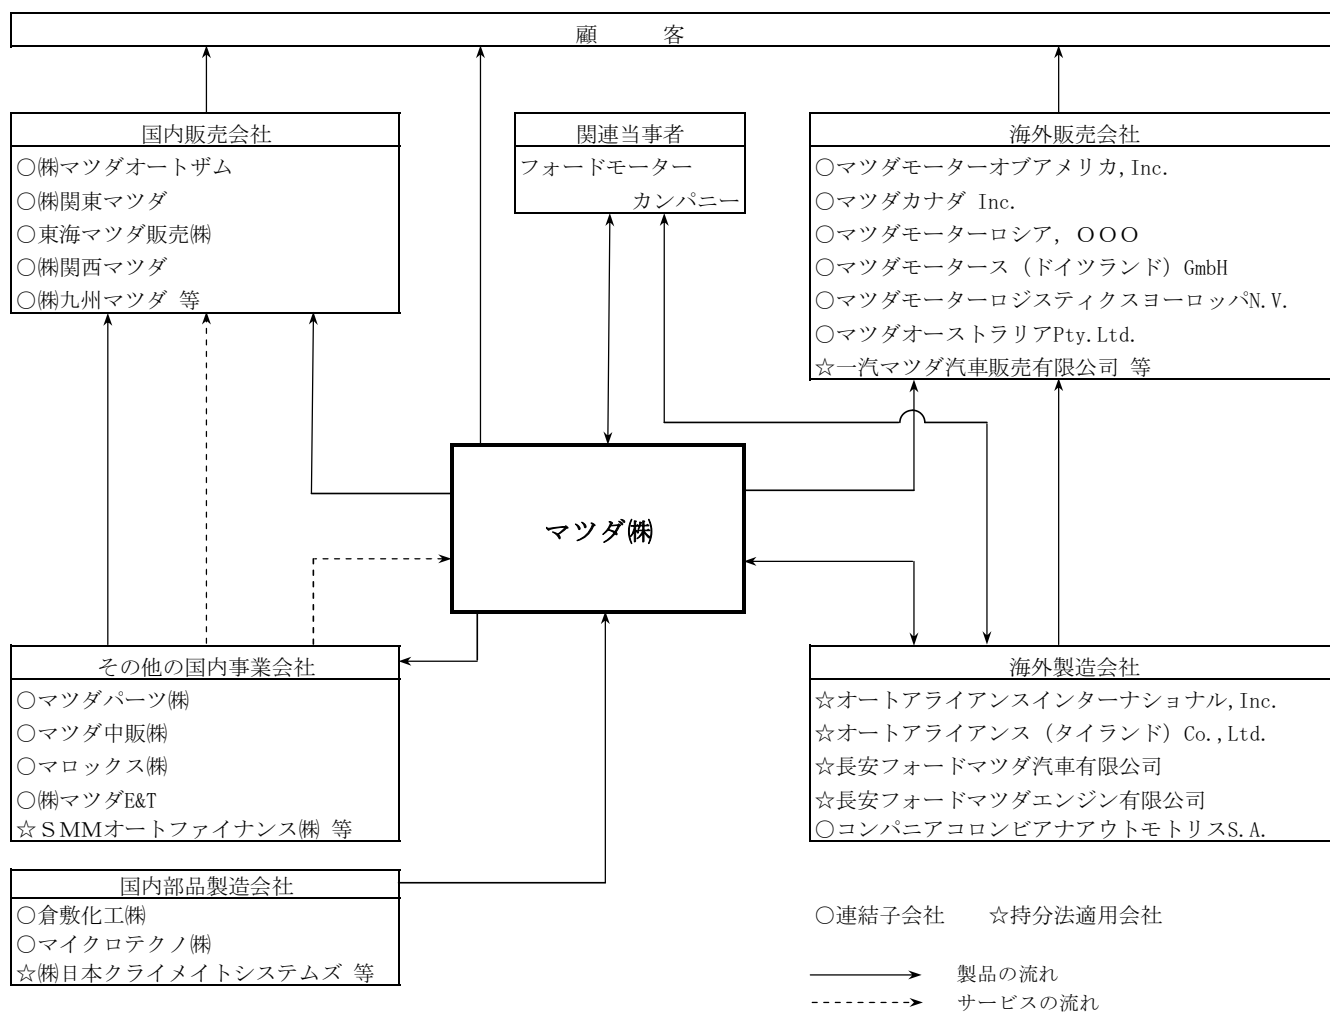 顧　　　客
国内販売会社
○㈱マツダオートザム
○㈱関東マツダ
○東海マツダ販売㈱
○㈱関西マツダ
○㈱九州マツダ 等
関連当事者
フォードモーター
カンパニー
海外販売会社
○マツダモーターオブアメリカ,Inc.
○マツダカナダ Inc.
○マツダモーターロシア, ＯＯＯ
○マツダモータース（ドイツランド）GmbH
○マツダモーターロジスティクスヨーロッパN.V.
○マツダオーストラリアPty.Ltd.
☆一汽マツダ汽車販売有限公司 等
マツダ㈱
その他の国内事業会社
○マツダパーツ㈱
○マツダ中販㈱
○マロックス㈱
○㈱マツダE&T
☆ＳＭＭオートファイナンス㈱ 等
海外製造会社
☆オートアライアンスインターナショナル,Inc.
☆オートアライアンス（タイランド）Co.,Ltd.
☆長安フォードマツダ汽車有限公司
☆長安フォードマツダエンジン有限公司
○コンパニアコロンビアナアウトモトリスS.A.
国内部品製造会社
○倉敷化工㈱
○マイクロテクノ㈱
☆㈱日本クライメイトシステムズ 等
○連結子会社　　☆持分法適用会社
製品の流れ
サービスの流れ